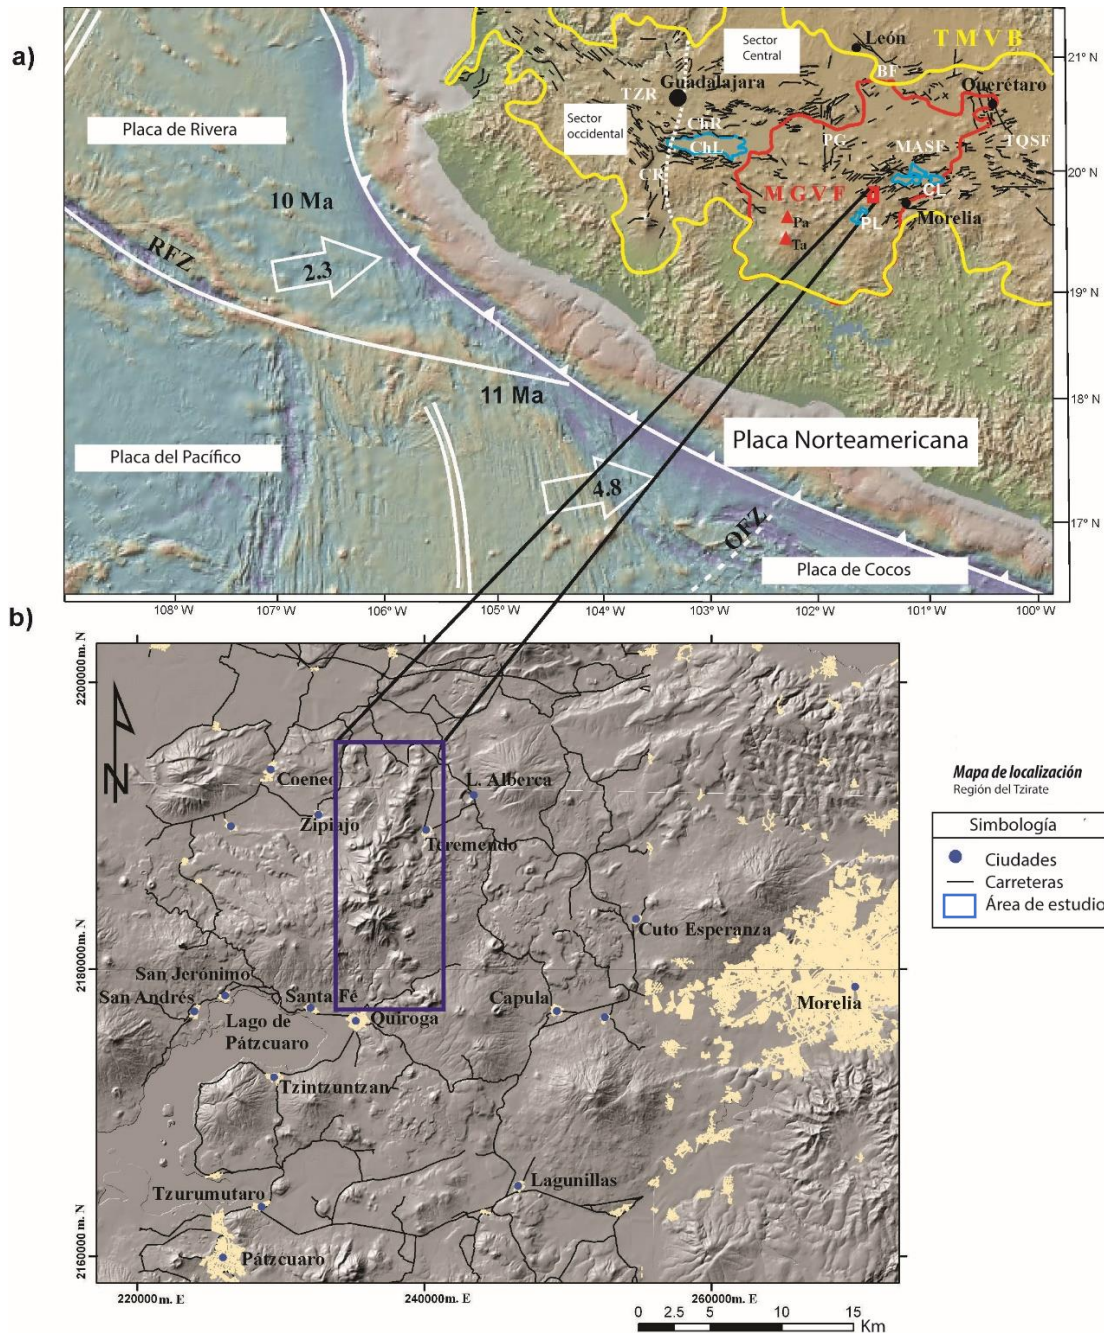 a)
Placa de Rivera
Sector
Central
León
TMVB
21° N
BF
Guadalajara
TZR
Querétaro
Sector
occidental
ChR
ChL
PG
MASF
TQSF
20° N
CR
MGVF
CL
Pa
PL
Morelia
Ta
10 Ma
RFZ
2.3
19° N
11 Ma
18° N
Placa Norteamericana
Placa del Pacífico
4.8
OFZ
17° N
Placa de Cocos
108° W
107° W
106° W
105° W
104° W
103° W
102° W
101° W
100° W
b)
2200000m. N
N
Coeneo
L. Alberca
Zipiajo
Teremendo
Cuto Esperanza
2180000m. N
San Jerónimo
San Andrés
Santa Fé
Capula
Morelia
Quiroga
Lago de
Pátzcuaro
Tzintzuntzan
Lagunillas
Tzurumutaro
Pátzcuaro
2160000m. N
220000m. E
240000m. E
260000m. E
0 2.5 5 10 15
Km
Mapa de localización
Región del Tzirate
Simbología
Ciudades
Carreteras
Área de estudio